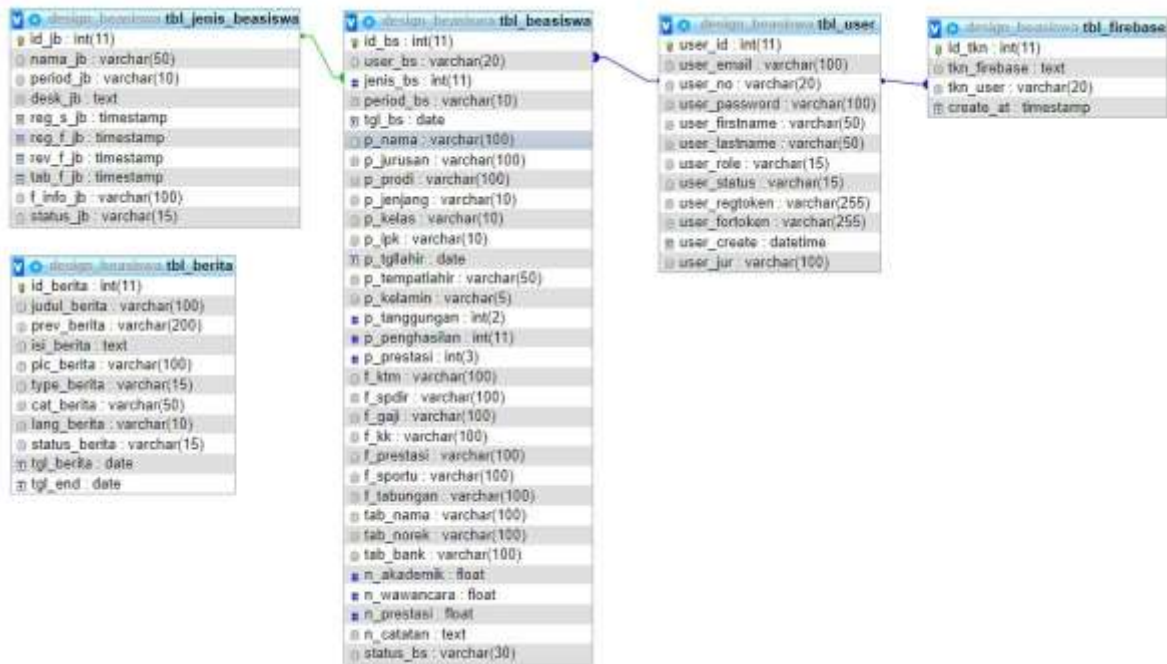 design_beasiswa tbl_jenis_beasiswa
id_jb : int(11)
nama_jb : varchar(50)
period_jb : varchar(10)
desk_jb : text
reg_s_jb : timestamp
reg_f_jb : timestamp
rev_f_jb : timestamp
tab_f_jb : timestamp
f_info_jb : varchar(100)
status_jb : varchar(15)
design_beasiswa tbl_berita
id_berita : int(11)
judul_berita : varchar(100)
prev_berita : varchar(200)
isi_berita : text
pic_berita : varchar(100)
type_berita : varchar(15)
cat_berita : varchar(50)
lang_berita : varchar(10)
status_berita : varchar(15)
tgl_berita : date
tgl_end : date
design_beasiswa tbl_beasiswa
id_bs : int(11)
user_bs : varchar(20)
jenis_bs : int(11)
period_bs : varchar(10)
tgl_bs : date
p_nama : varchar(100)
p_jurusan : varchar(100)
p_prodi : varchar(100)
p_jenjang : varchar(10)
p_kelas : varchar(10)
p_ipk : varchar(10)
p_tgllahir : date
p_tempatlahir : varchar(50)
p_kelamin : varchar(5)
p_tanggungan : int(2)
p_penghasilan : int(11)
p_prestasi : int(3)
f_ktm : varchar(100)
f_spdir : varchar(100)
f_gaji : varchar(100)
f_kk : varchar(100)
f_prestasi : varchar(100)
f_sportu : varchar(100)
f_tabungan : varchar(100)
tab_nama : varchar(100)
tab_norek : varchar(100)
tab_bank : varchar(100)
n_akademik : float
n_wawancara : float
n_prestasi : float
n_catatan : text
status_bs : varchar(30)
design_beasiswa tbl_user
user_id : int(11)
user_email : varchar(100)
user_no : varchar(20)
user_password : varchar(100)
user_firstname : varchar(50)
user_lastname : varchar(50)
user_role : varchar(15)
user_status : varchar(15)
user_regtoken : varchar(255)
user_fortoken : varchar(255)
user_create : datetime
user_jur : varchar(100)
design_beasiswa tbl_firebase
id_tkn : int(11)
tkn_firebase : text
tkn_user : varchar(20)
create_at : timestamp